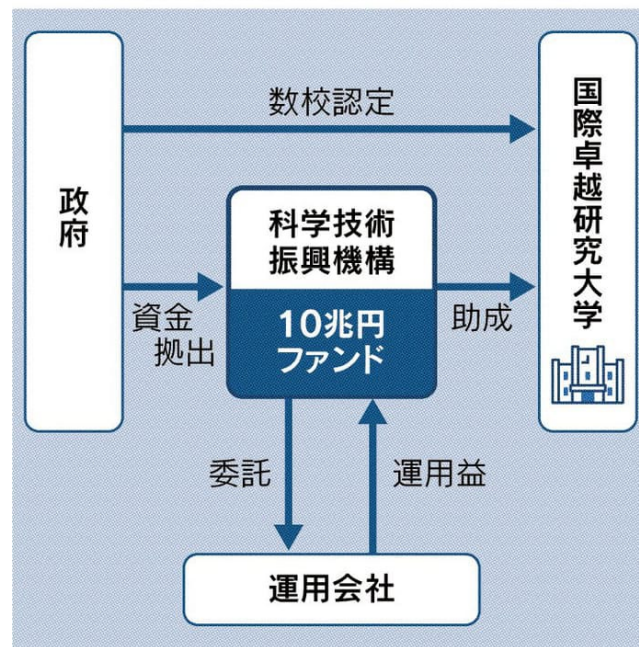 政府
数校認定
国際卓越研究大学
科学技術
振興機構
10兆円
ファンド
資金
拠出
助成
委託
運用益
運用会社